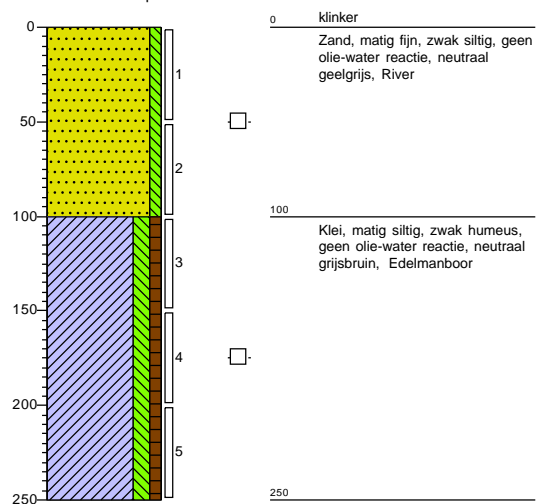 0
50
100
150
200
250
1
2
3
4
5
0
klinker
Zand, matig fijn, zwak siltig, geen
olie-water reactie, neutraal
geelgrijs, River
100
Klei, matig siltig, zwak humeus,
geen olie-water reactie, neutraal
grijsbruin, Edelmanboor
250